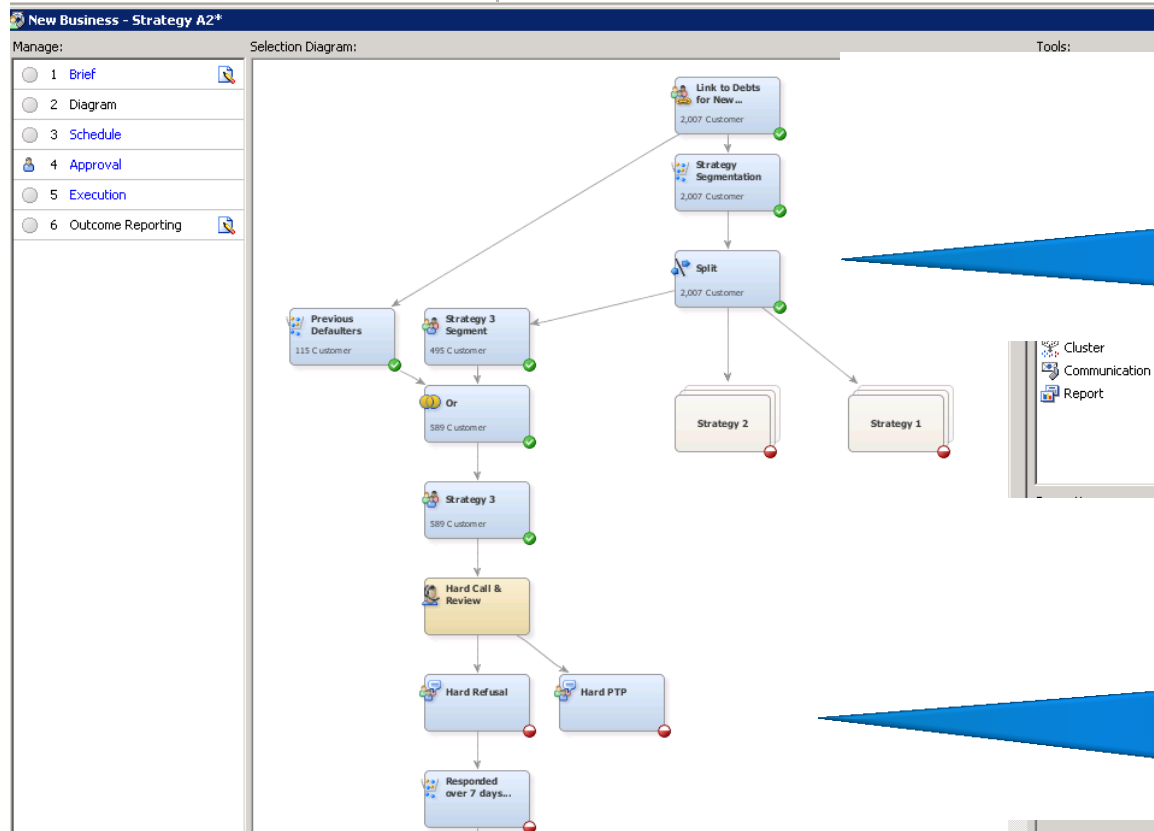 New Business - Strategy A2*
Manage:
Selection Diagram:
Tools:
1 Brief
2 Diagram
3 Schedule
4 Approval
5 Execution
6 Outcome Reporting
Link to Debts
for New...
2,007 Customer
Strategy
Segmentation
2,007 Customer
Split
2,007 Customer
Previous
Defaulters
115 Customer
Strategy 3
Segment
495 Customer
Or
589 Customer
Strategy 2
Strategy 1
Strategy 3
589 Customer
Hard Call &
Review
Hard Refusal
Hard PTP
Responded
over 7 days...
Cluster
Communication
Report